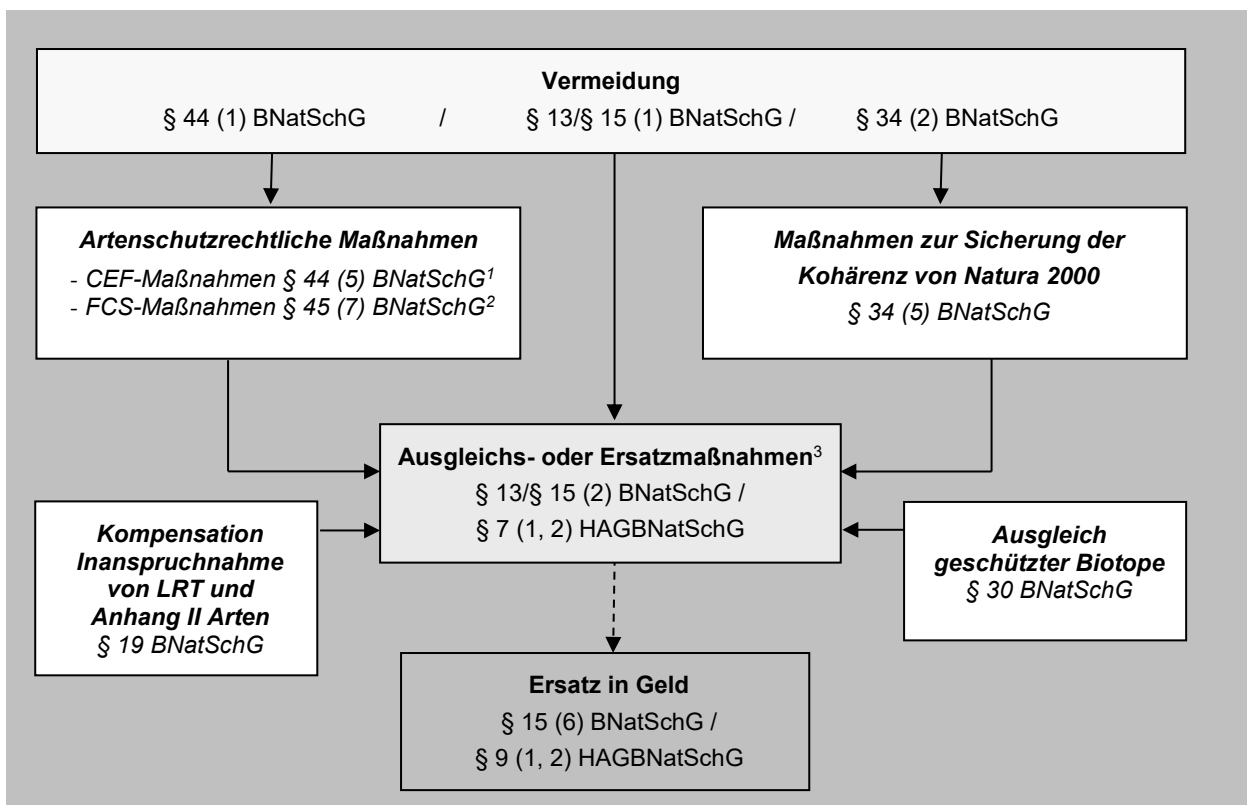 Vermeidung
§ 44 (1) BNatSchG / § 13/§ 15 (1) BNatSchG / § 34 (2) BNatSchG
Artenschutzrechtliche Maßnahmen
- CEF-Maßnahmen § 44 (5) BNatSchG¹
- FCS-Maßnahmen § 45 (7) BNatSchG²
Maßnahmen zur Sicherung der
Kohärenz von Natura 2000
§ 34 (5) BNatSchG
Ausgleichs- oder Ersatzmaßnahmen³
§ 13/§ 15 (2) BNatSchG /
§ 7 (1, 2) HAGBNatSchG
Kompensation
Inanspruchnahme
von LRT und
Anhang II Arten
§ 19 BNatSchG
Ausgleich
geschützter Biotope
§ 30 BNatSchG
Ersatz in Geld
§ 15 (6) BNatSchG /
§ 9 (1, 2) HAGBNatSchG